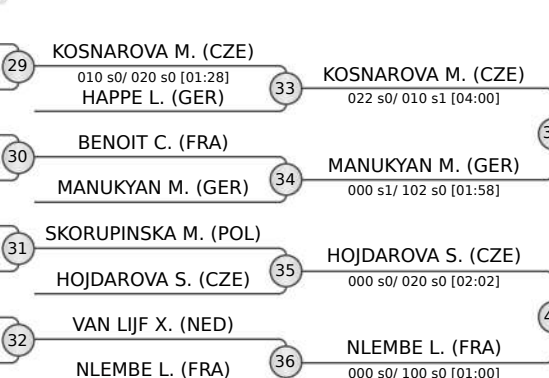 29
KOSNAROVA M. (CZE)
010 s0/ 020 s0 [01:28]
HAPPE L. (GER)
33
KOSNAROVA M. (CZE)
022 s0/ 010 s1 [04:00]
30
BENOIT C. (FRA)
MANUKYAN M. (GER)
34
MANUKYAN M. (GER)
000 s1/ 102 s0 [01:58]
31
SKORUPINSKA M. (POL)
HOJDAROVA S. (CZE)
35
HOJDAROVA S. (CZE)
000 s0/ 020 s0 [02:02]
32
VAN LIJF X. (NED)
NLEMBE L. (FRA)
36
NLEMBE L. (FRA)
000 s0/ 100 s0 [01:00]